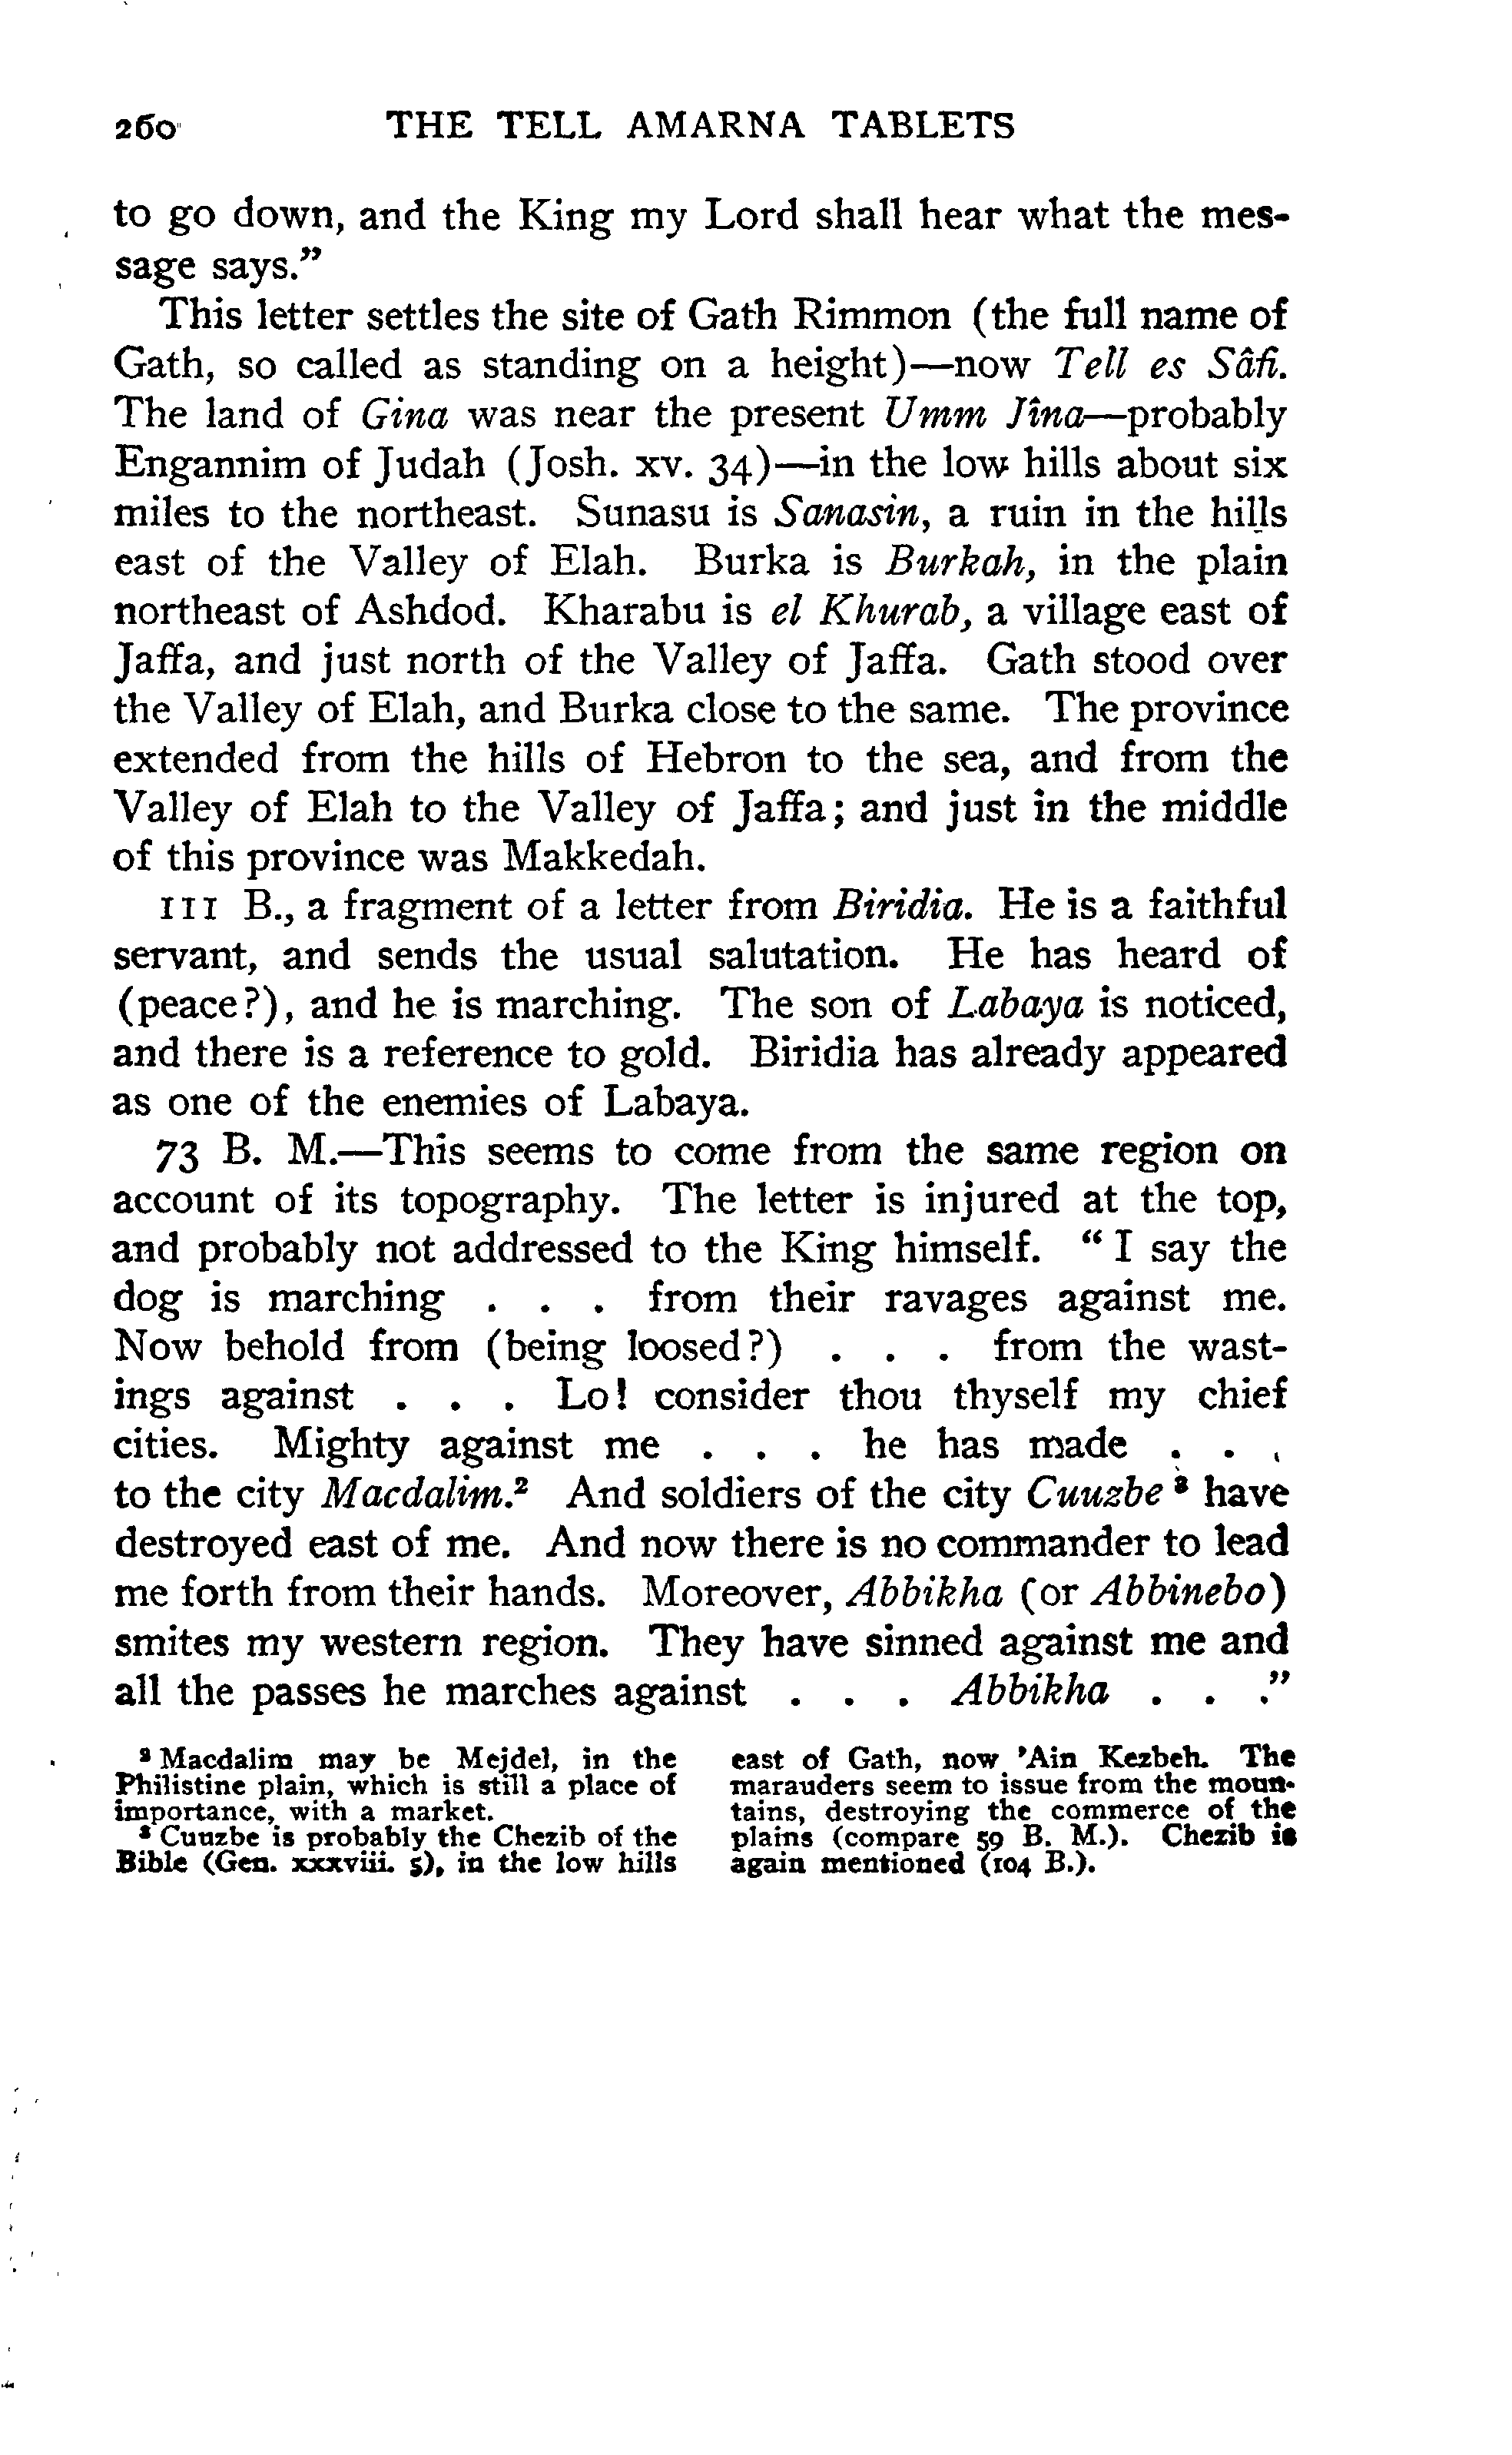 260 THE TELL AMARNA TABLETS
to go down, and the King my Lord shall hear what the mes-
sage says.”
This letter settles the site of Gath Rimmon (the full name of
Gath, so called as standing on a height)—now Tell es Sâfi.
The land of Gina was near the present Umm Jîna—probably
Engannim of Judah (Josh. xv. 34)—in the low hills about six
miles to the northeast. Sunasu is Sanasin, a ruin in the hills
east of the Valley of Elah. Burka is Burkah, in the plain
northeast of Ashdod. Kharabu is el Khurab, a village east of
Jaffa, and just north of the Valley of Jaffa. Gath stood over
the Valley of Elah, and Burka close to the same. The province
extended from the hills of Hebron to the sea, and from the
Valley of Elah to the Valley of Jaffa; and just in the middle
of this province was Makkedah.
111 B., a fragment of a letter from Biridia. He is a faithful
servant, and sends the usual salutation. He has heard of
(peace?), and he is marching. The son of Labaya is noticed,
and there is a reference to gold. Biridia has already appeared
as one of the enemies of Labaya.
73 B. M.—This seems to come from the same region on
account of its topography. The letter is injured at the top,
and probably not addressed to the King himself. “I say the
dog is marching . . . from their ravages against me.
Now behold from (being loosed?) . . . from the wast-
ings against . . . Lo! consider thou thyself my chief
cities. Mighty against me . . . he has made . . .
to the city Macdalim.² And soldiers of the city Cuuzbe ³ have
destroyed east of me. And now there is no commander to lead
me forth from their hands. Moreover, Abbikha (or Abbinebo)
smites my western region. They have sinned against me and
all the passes he marches against . . . Abbikha . . .”
² Macdalim may be Mejdel, in the
Philistine plain, which is still a place of
importance, with a market.
³ Cuuzbe is probably the Chezib of the
Bible (Gen. xxxviii. 5), in the low hills
east of Gath, now 'Ain Kezbeh. The
marauders seem to issue from the moun-
tains, destroying the commerce of the
plains (compare 59 B. M.). Chezib is
again mentioned (104 B.).